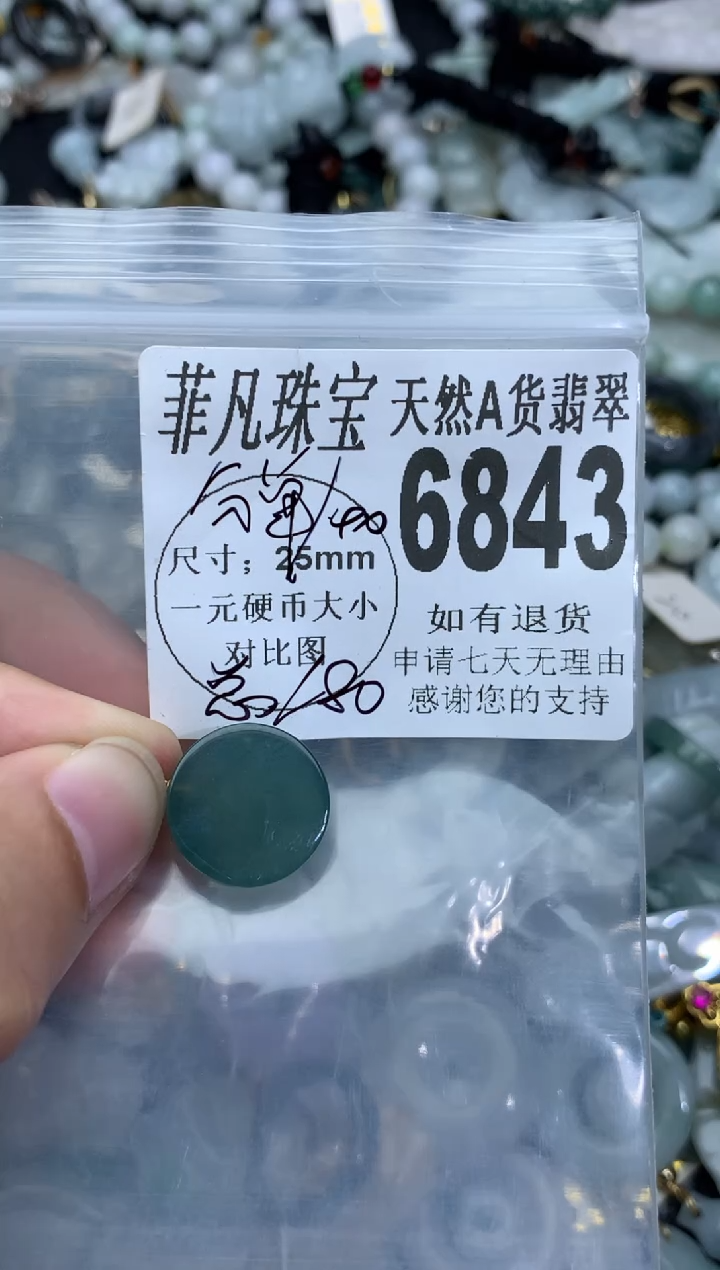 菲凡珠宝 天然A货翡翠
6843
尺寸：25mm
一元硬币大小
对比图
如有退货
申请七天无理由
感谢您的支持
180